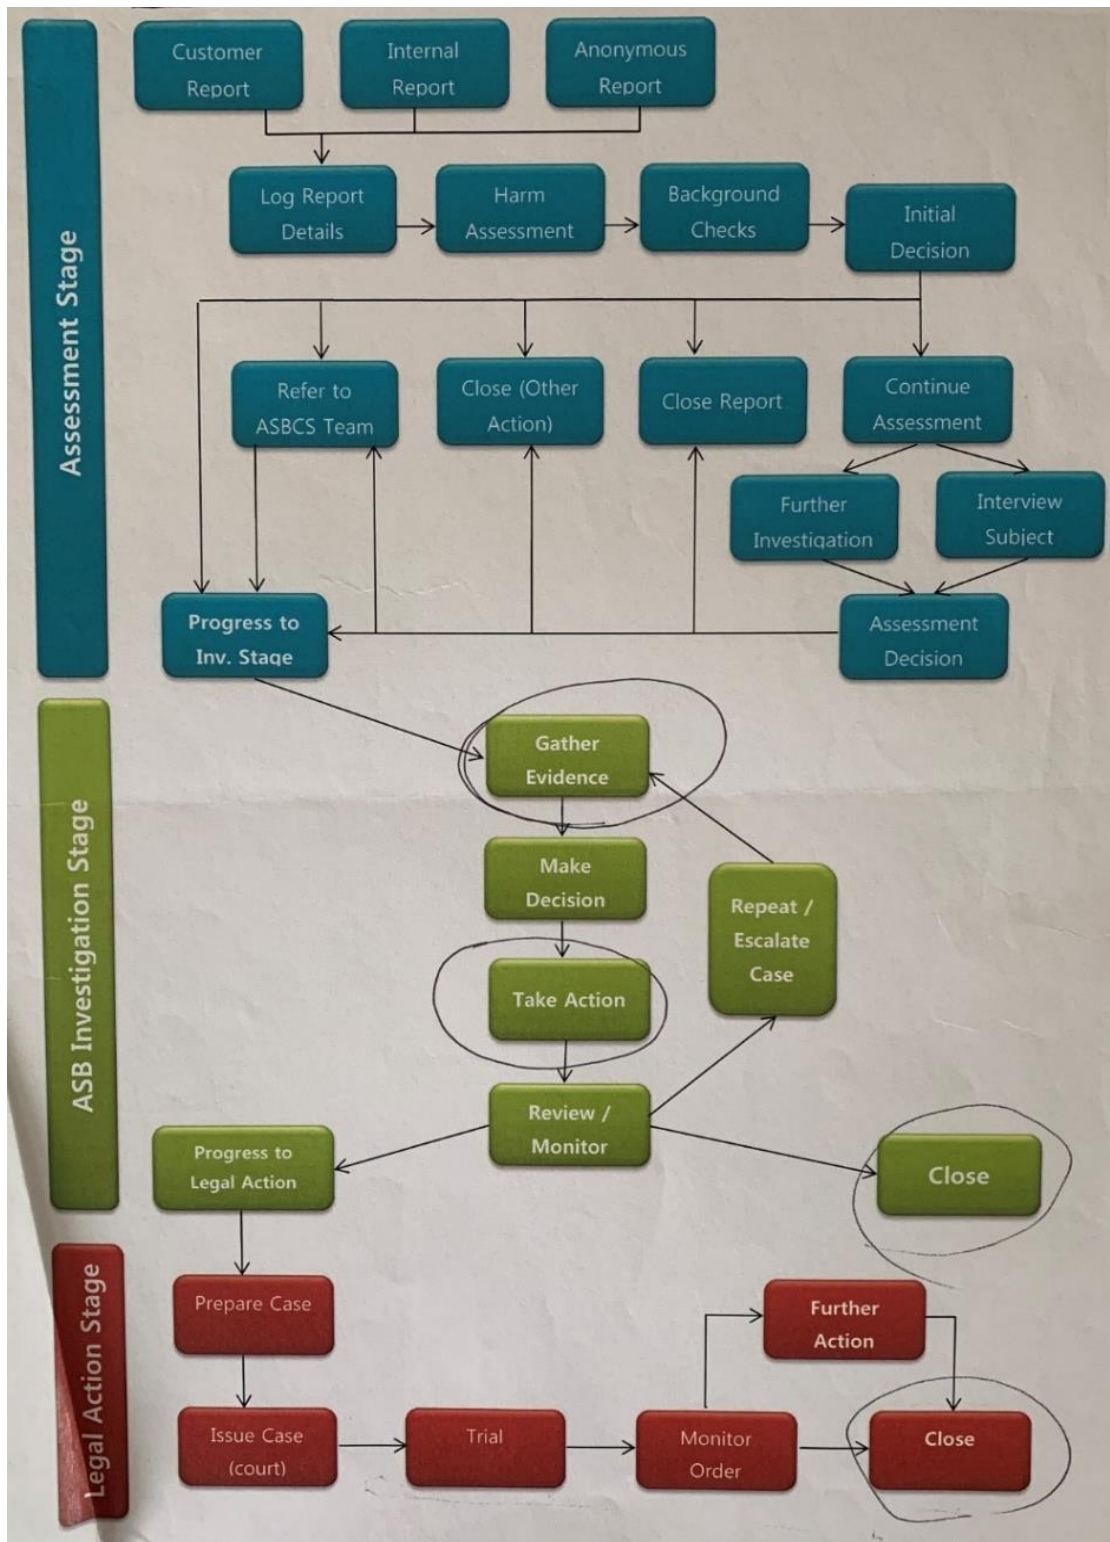 Assessment Stage
Customer
Report
Internal
Report
Anonymous
Report
Log Report
Details
Harm
Assessment
Background
Checks
Initial
Decision
Refer to
ASBCS Team
Close (Other
Action)
Close Report
Continue
Assessment
Further
Investigation
Interview
Subject
Progress to
Inv. Stage
Assessment
Decision
ASB Investigation Stage
Gather
Evidence
Make
Decision
Repeat /
Escalate
Case
Take Action
Review /
Monitor
Progress to
Legal Action
Close
Legal Action Stage
Prepare Case
Further
Action
Issue Case
(court)
Trial
Monitor
Order
Close